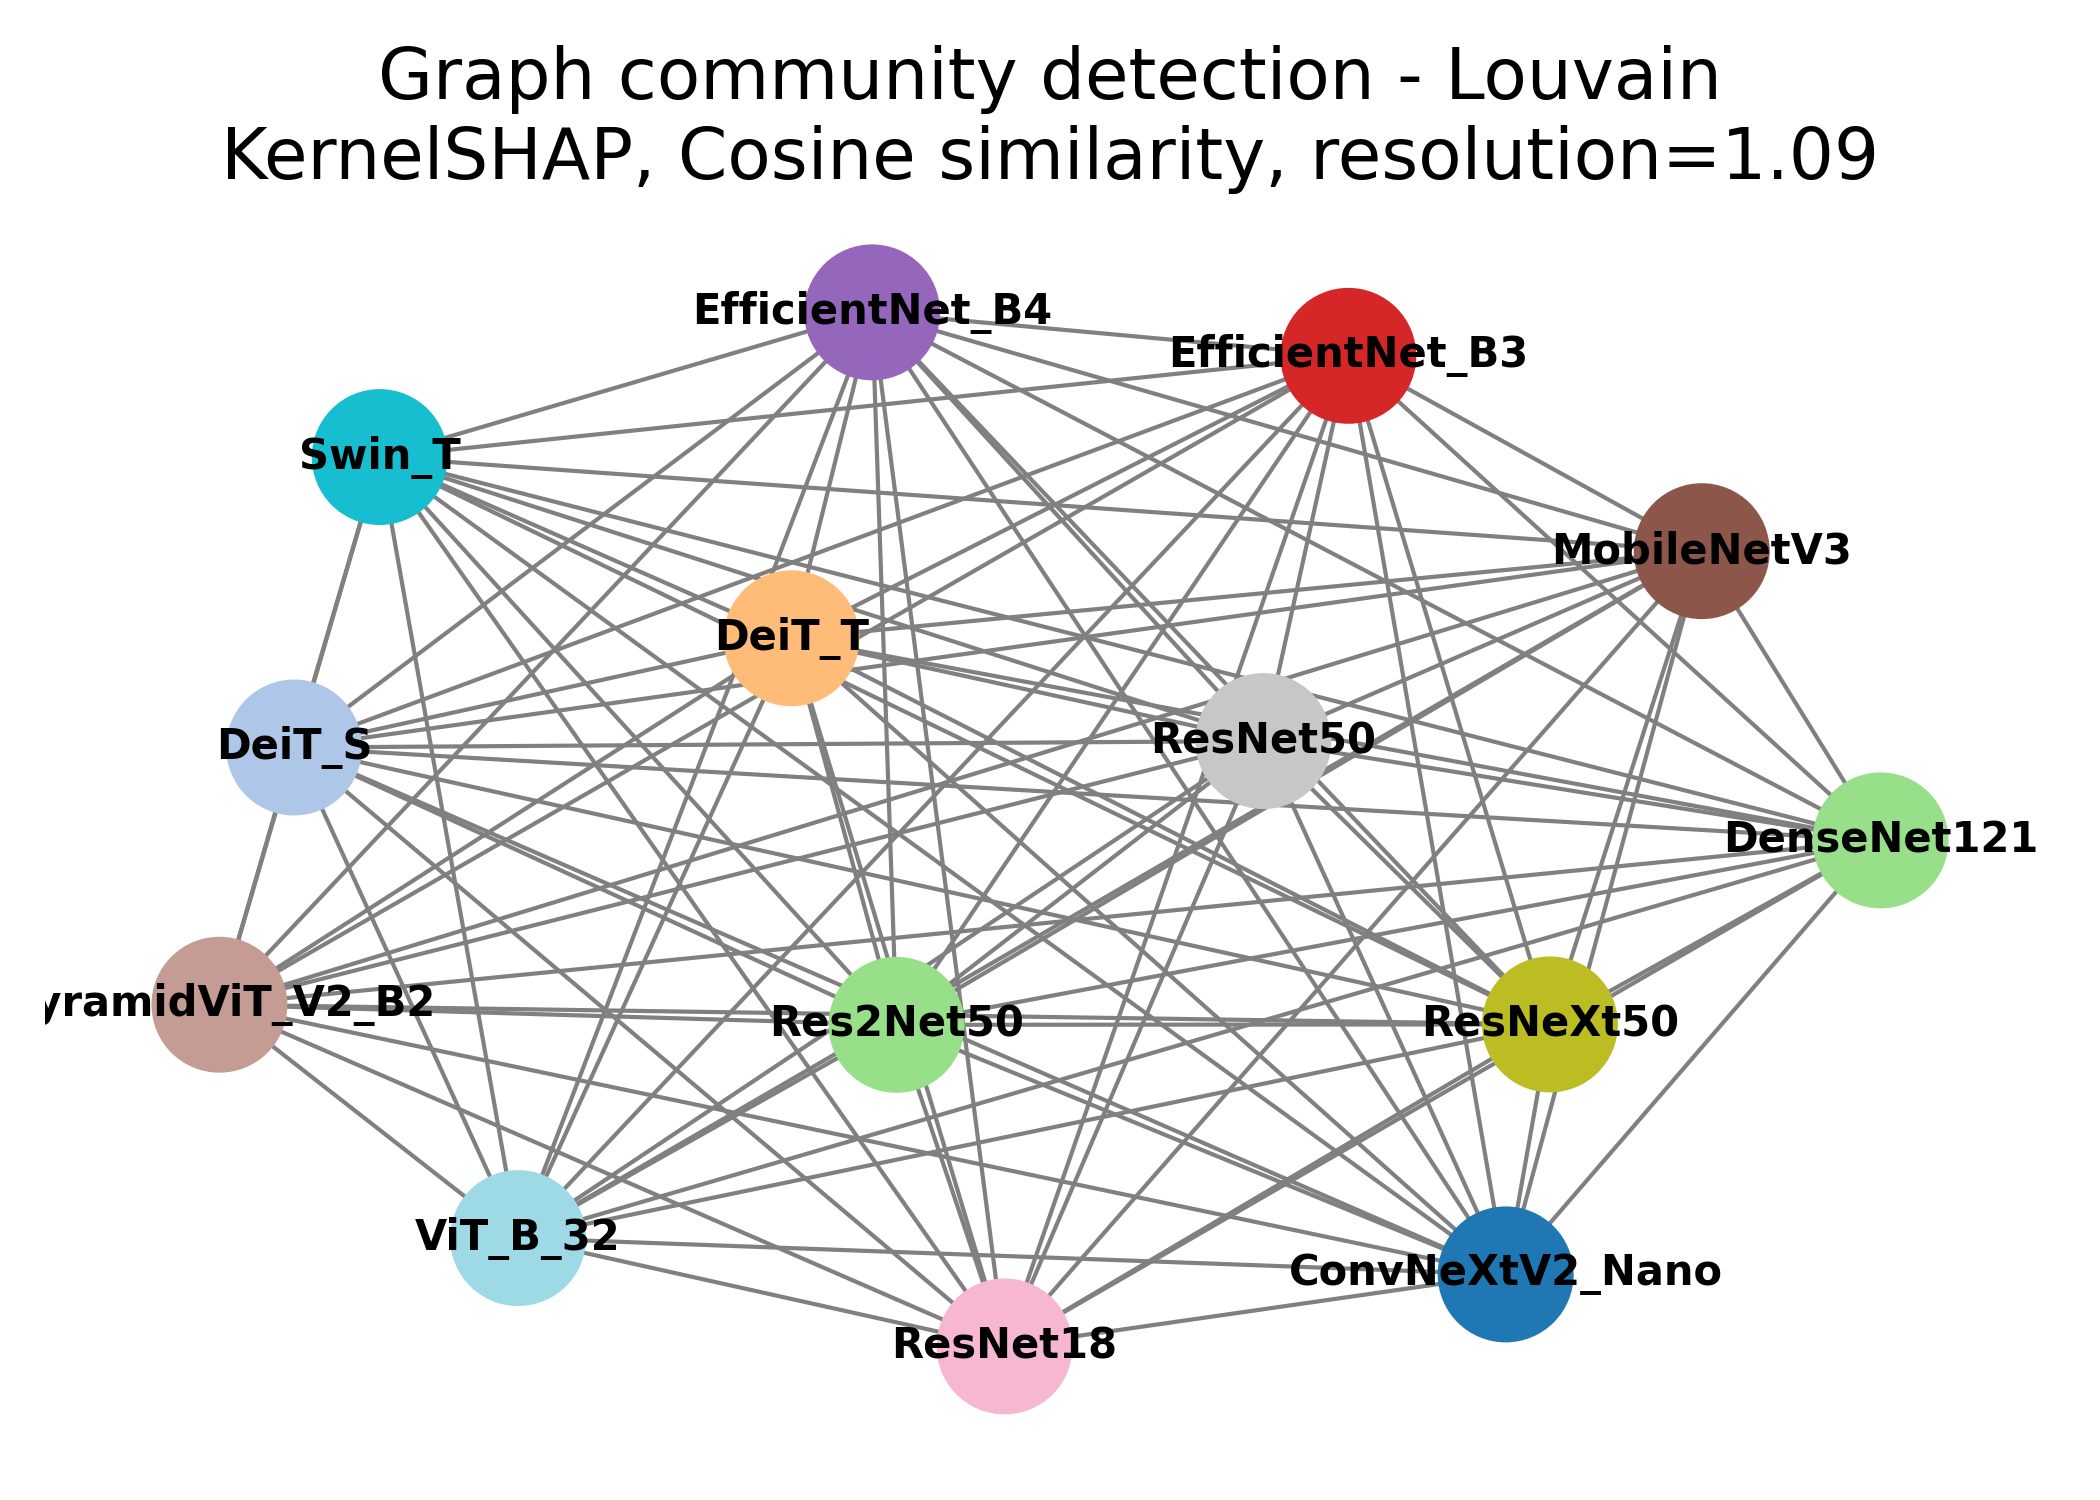 Graph community detection - Louvain
KernelSHAP, Cosine similarity, resolution=1.09
EfficientNet_B4
EfficientNet_B3
Swin_T
MobileNetV3
DeiT_T
DeiT_S
ResNet50
DenseNet121
yramidViT_V2_B2
Res2Net50
ResNeXt50
ViT_B_32
ConvNeXtV2_Nano
ResNet18